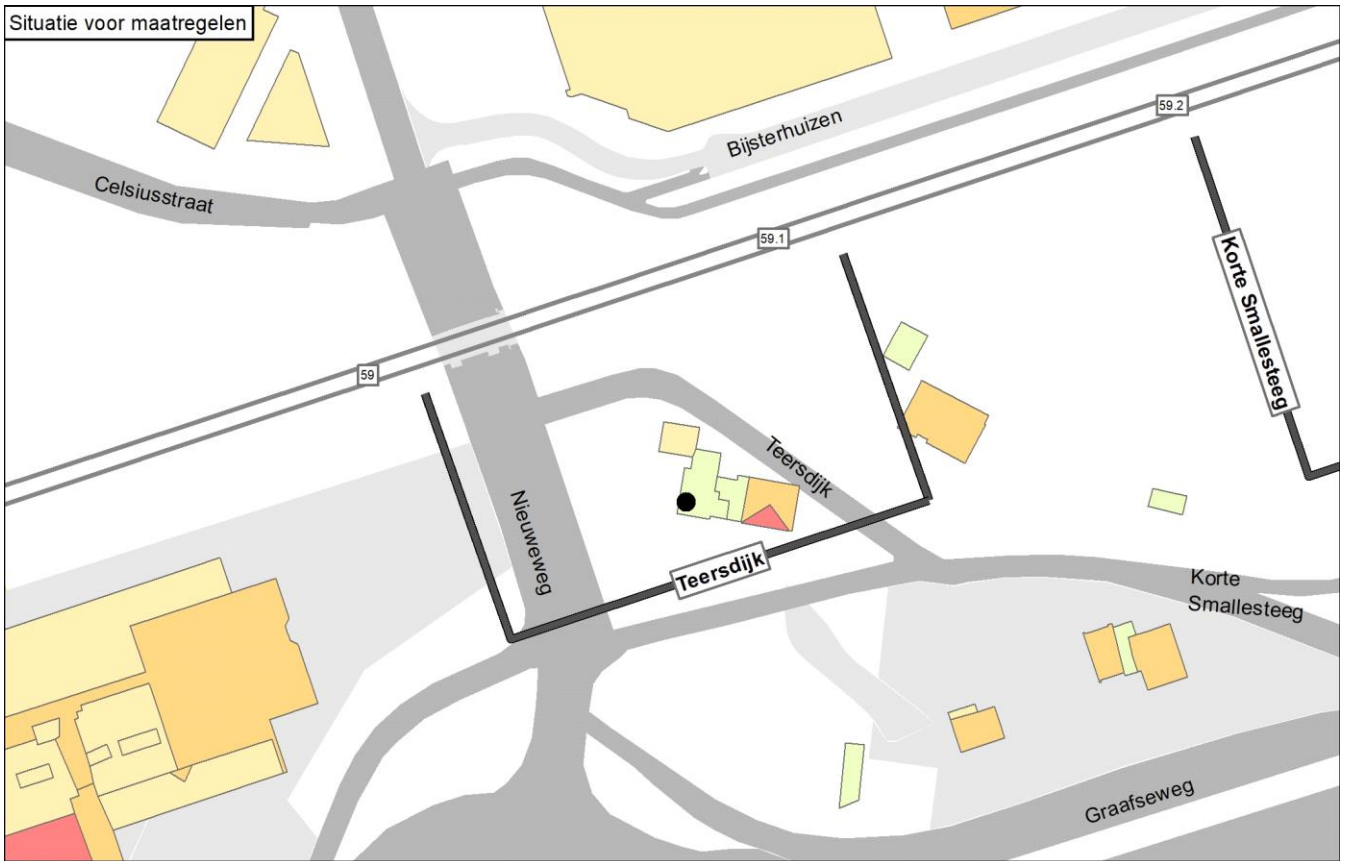 Situatie voor maatregelen
59.2
Bijsterhuizen
Celsiusstraat
59.1
Korte Smallesteeg
59
Teersdijk
Nieuweweg
Teersdijk
Korte
Smallesteeg
Graafseweg